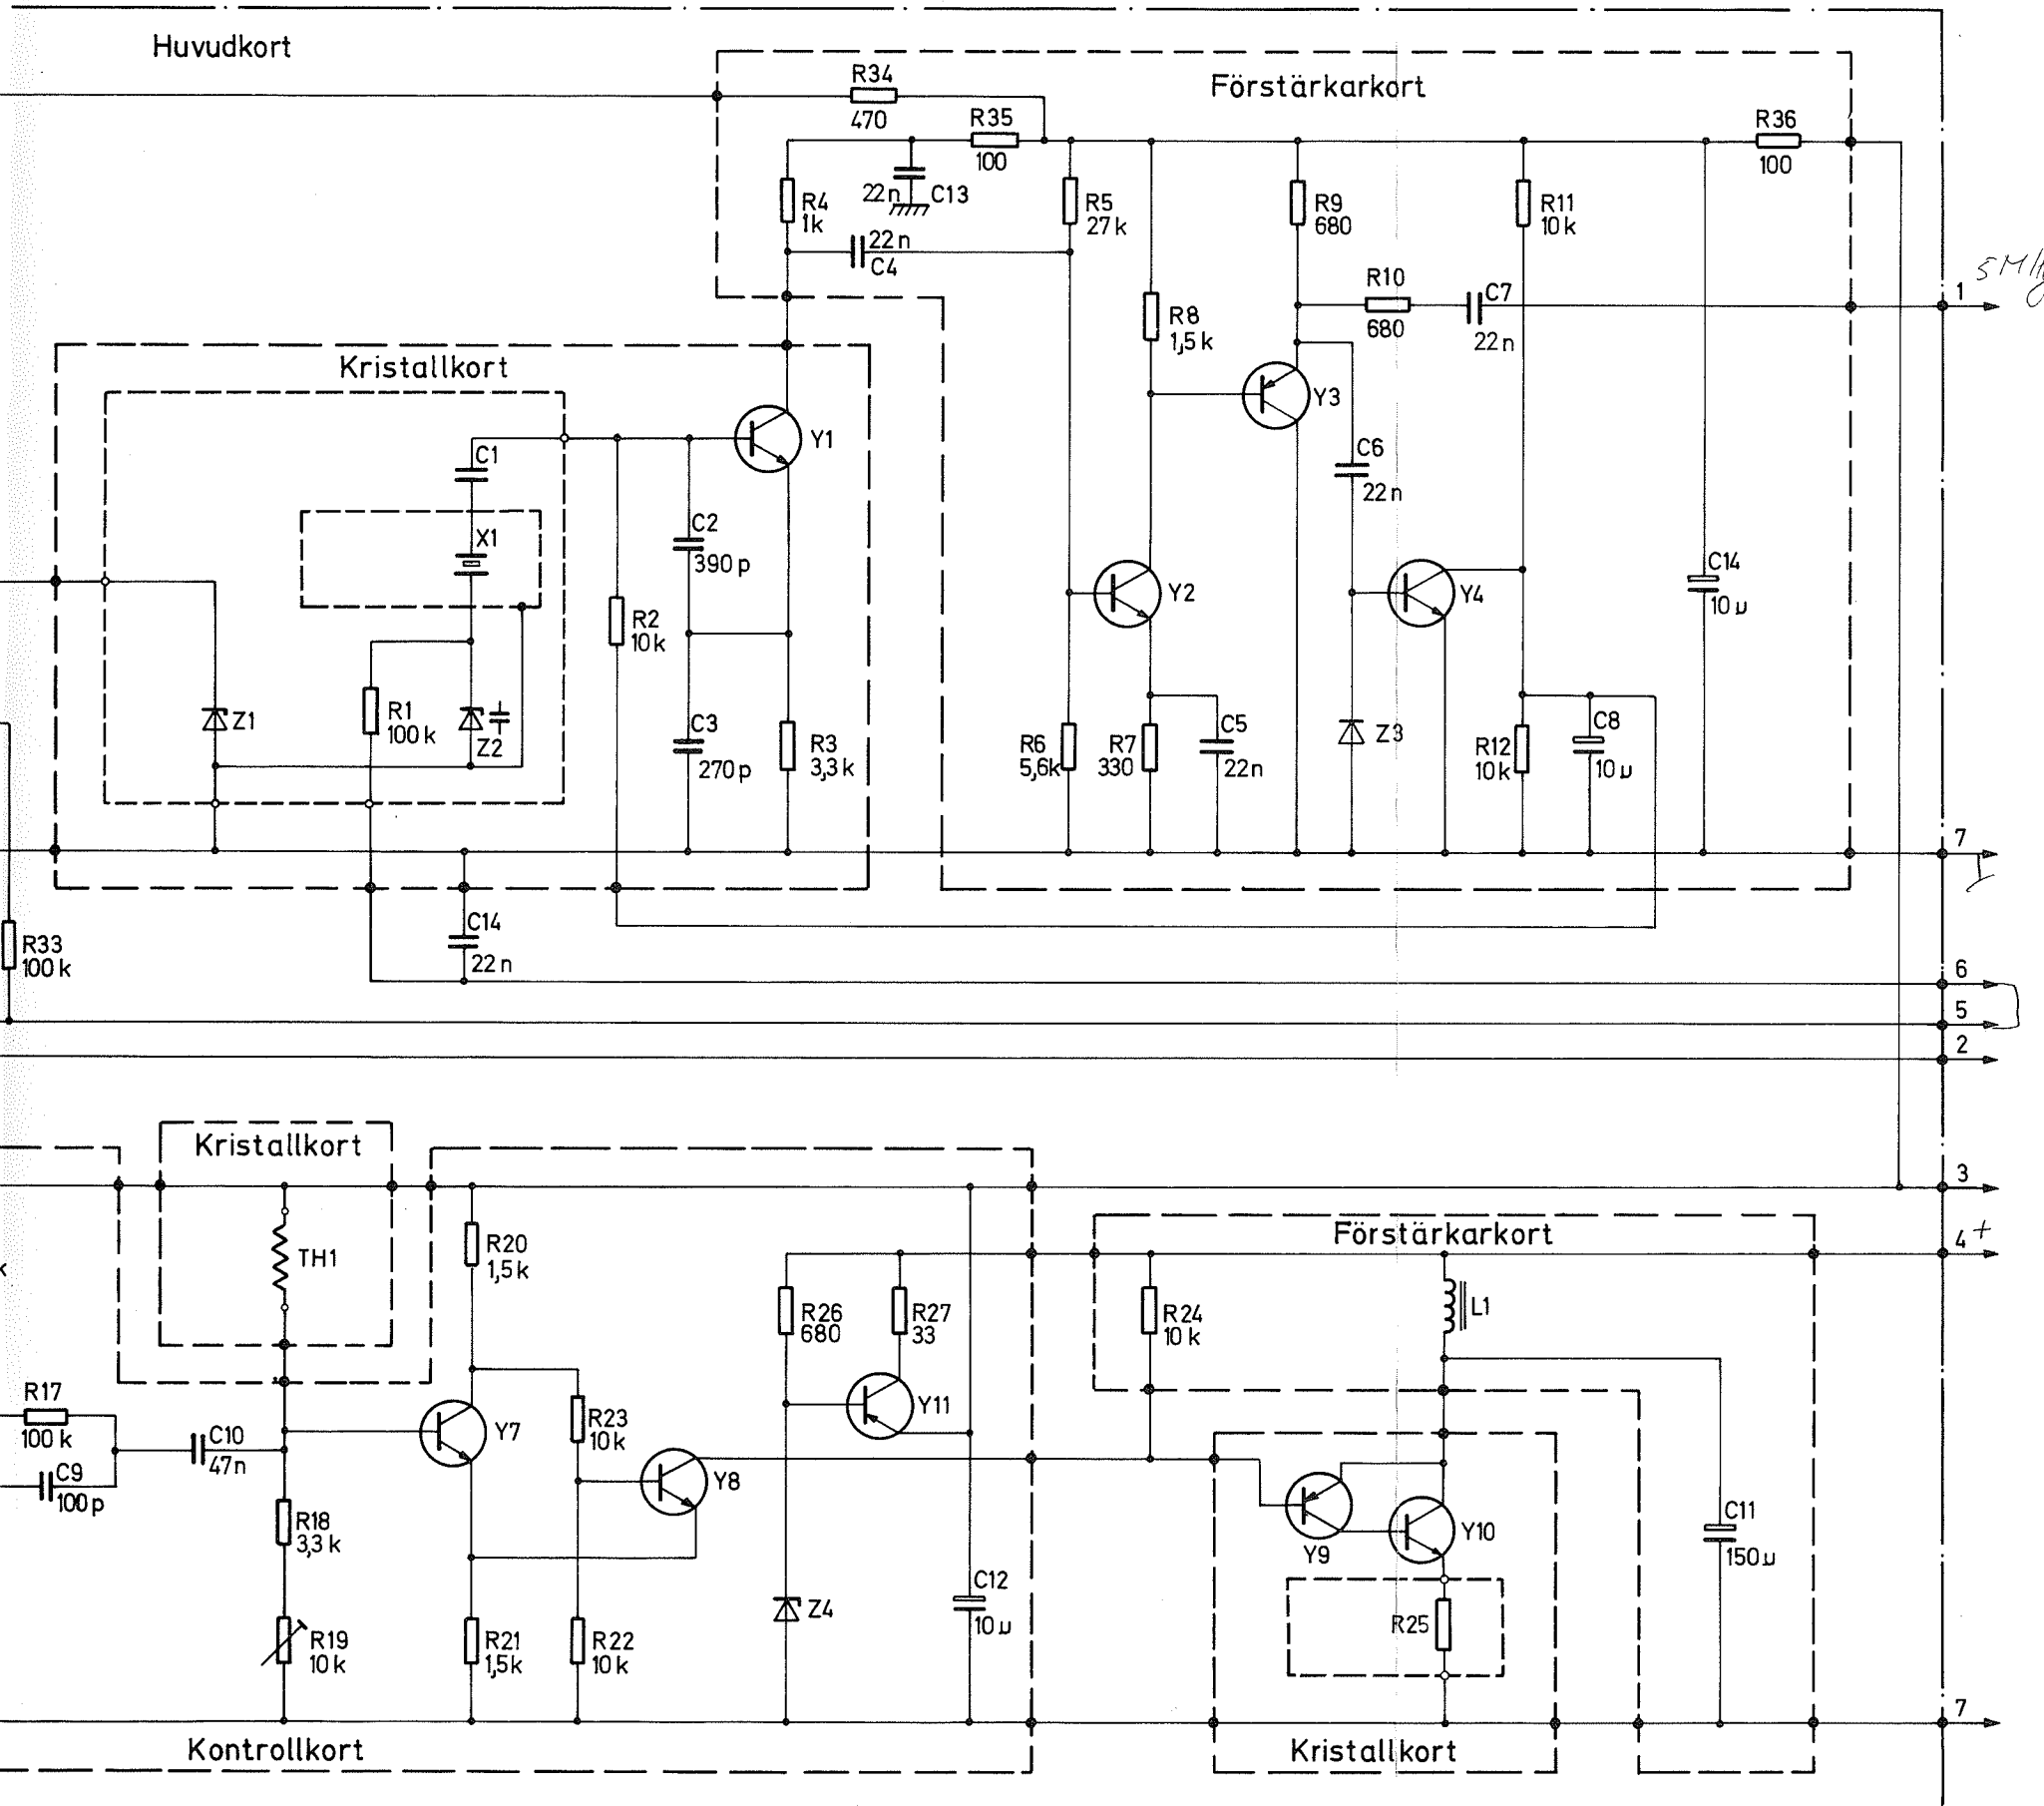 Huvudkort
Förstärkarkort
R34
470
R35
100
R36
100
22n
C13
R4
1k
22n
C4
R5
27k
R9
680
R11
10k
R10
680
C7
22n
5 MHz
1
R8
1,5k
Y3
Kristallkort
Y1
C1
X1
C2
390p
C6
22n
R2
10k
Y2
Y4
C14
10μ
Z1
R1
100k
Z2
C3
270p
R3
3,3k
R6
5,6k
R7
330
C5
22n
Z3
R12
10k
C8
10μ
7
C14
22n
R33
100k
6
5
2
Kristallkort
3
TH1
R20
1,5k
Förstärkarkort
4 +
k
R26
680
R27
33
R24
10k
L1
R17
100k
C9
100p
C10
47n
Y7
R23
10k
Y8
Y11
R18
3,3k
Y9
Y10
C11
150μ
R19
10k
R21
1,5k
R22
10k
Z4
C12
10μ
R25
7
Kontrollkort
Kristallkort